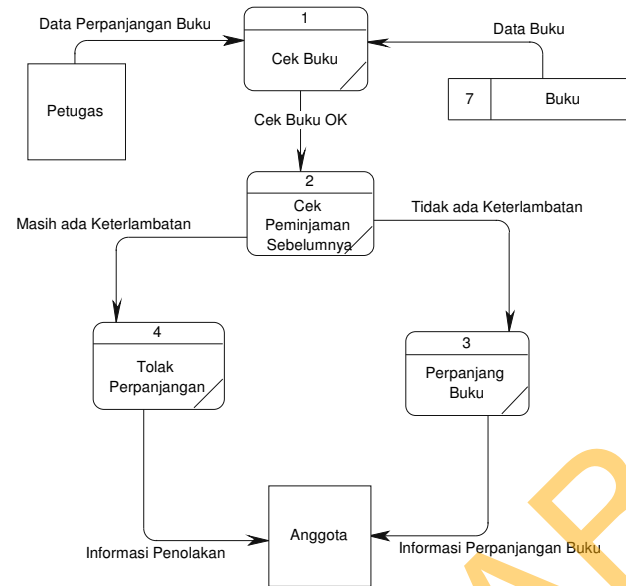 Data Perpanjangan Buku
1
Cek Buku
Data Buku
Petugas
7
Buku
Cek Buku OK
2
Cek
Peminjaman
Sebelumnya
Masih ada Keterlambatan
Tidak ada Keterlambatan
4
Tolak
Perpanjangan
3
Perpanjang
Buku
Anggota
Informasi Penolakan
Informasi Perpanjangan Buku
AP